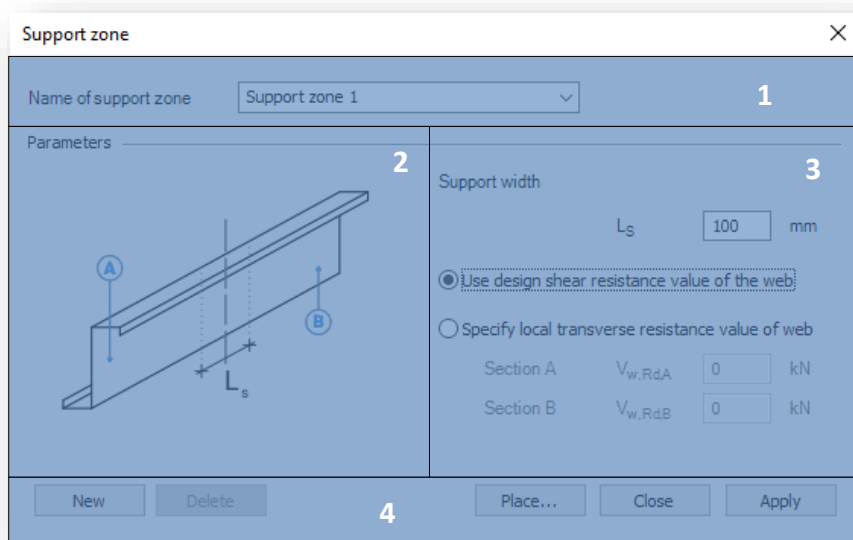 Support zone
Name of support zone Support zone 1 1
Parameters
2
3
Support width
Ls 100 mm
A
Use design shear resistance value of the web
B
Specify local transverse resistance value of web
Section A Vw,Rd,A 0 kN
Ls
Section B Vw,Rd,B 0 kN
New Delete Place... Close Apply
4